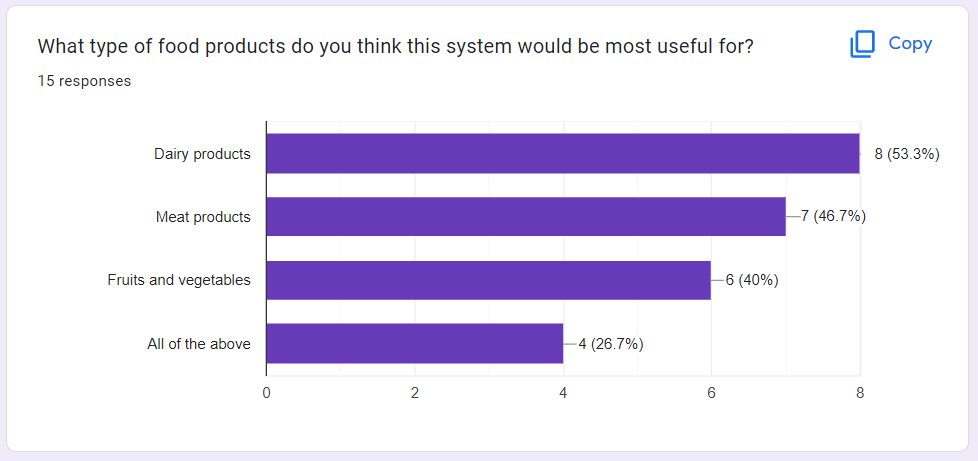 What type of food products do you think this system would be most useful for?
Copy
15 responses
Dairy products
8 (53.3%)
Meat products
7 (46.7%)
Fruits and vegetables
6 (40%)
All of the above
4 (26.7%)
0 2 4 6 8